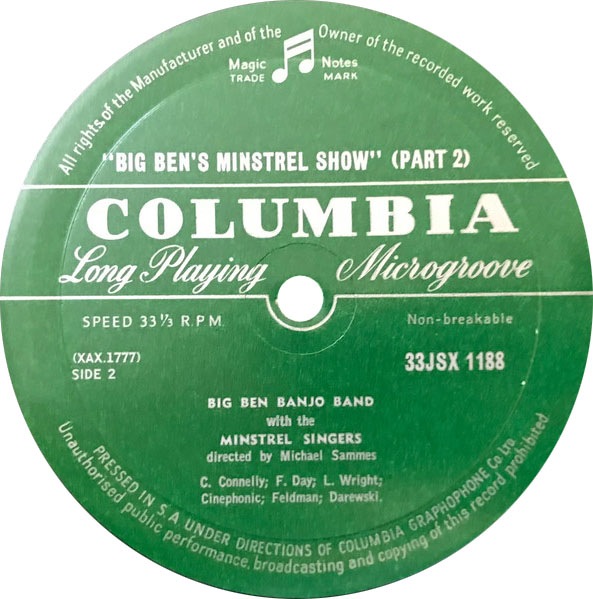 All rights of the Manufacturer and of the Owner of the recorded work reserved
Magic Notes
TRADE MARK
"BIG BEN'S MINSTREL SHOW" (PART 2)
COLUMBIA
Long Playing Microgroove
SPEED 33⅓ R.P.M. Non-breakable
(XAX.1777)
SIDE 2
33JSX 1188
BIG BEN BANJO BAND
with the
MINSTREL SINGERS
directed by Michael Sammes
C. Connelly; F. Day; L. Wright;
Cinephonic; Feldman; Darewski.
PRESSED IN S A UNDER DIRECTIONS OF COLUMBIA GRAPHOPHONE Co Ltd
Unauthorised public performance, broadcasting and copying of this record prohibited